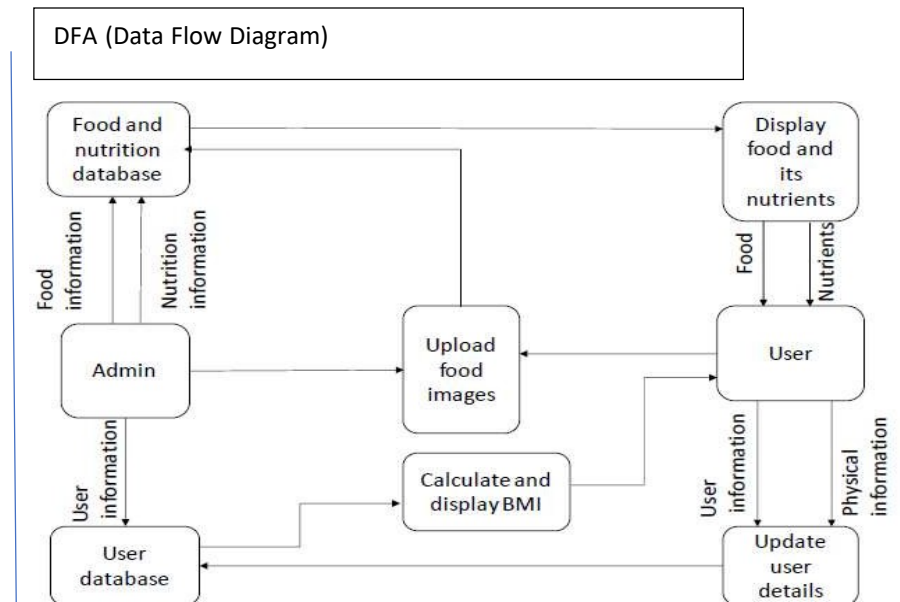 DFA (Data Flow Diagram)
Food and
nutrition
database
Display
food and
its
nutrients
Food
information
Nutrition
information
Food
Nutrients
Admin
Upload
food
images
User
User
information
Calculate and
display BMI
User
information
Physical
information
User
database
Update
user
details